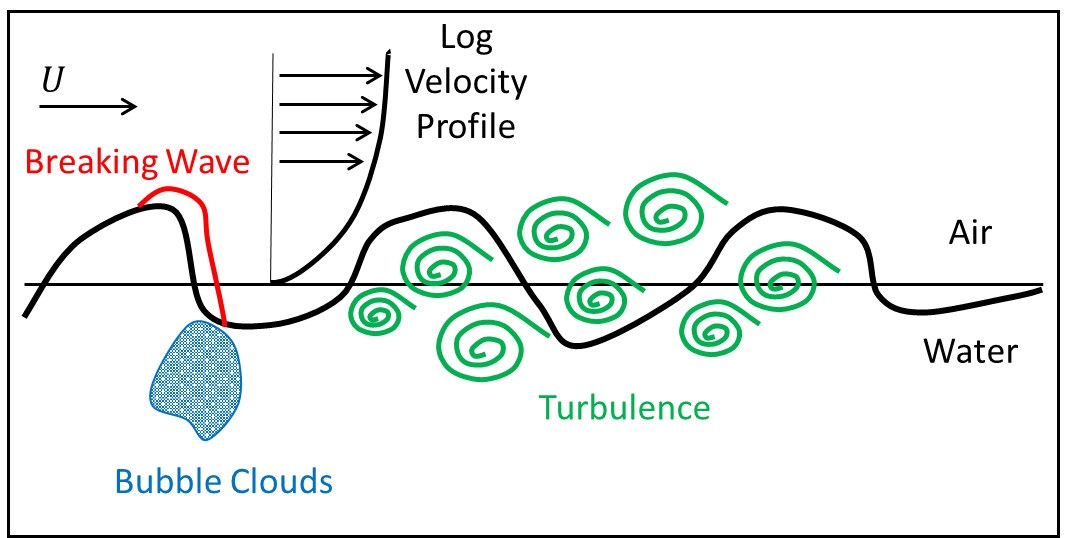 Log
Velocity
Profile
U
Breaking Wave
Air
Water
Turbulence
Bubble Clouds